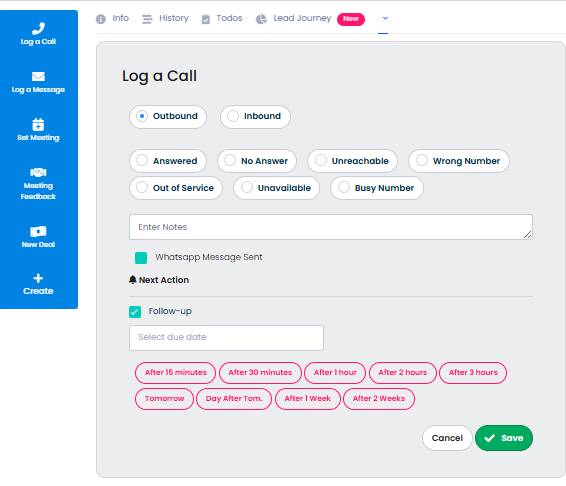 Info
History
Todos
Lead Journey
New
Log a Call
Log a Message
Set Meeting
Meeting
Feedback
New Deal
Create
Log a Call
Outbound
Inbound
Answered
No Answer
Unreachable
Wrong Number
Out of Service
Unavailable
Busy Number
Enter Notes
Whatsapp Message Sent
Next Action
Follow-up
Select due date
After 15 minutes
After 30 minutes
After 1 hour
After 2 hours
After 3 hours
Tomorrow
Day After Tom.
After 1 Week
After 2 Weeks
Cancel
Save